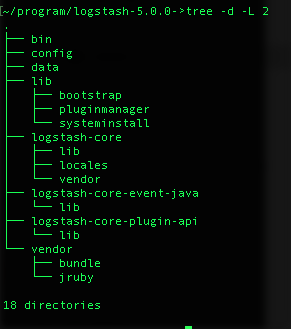 [~/program/logstash-5.0.0->tree -d -L 2
.
├── bin
├── config
├── data
├── lib
│   ├── bootstrap
│   ├── pluginmanager
│   └── systeminstall
├── logstash-core
│   ├── lib
│   ├── locales
│   └── vendor
├── logstash-core-event-java
│   └── lib
├── logstash-core-plugin-api
│   └── lib
└── vendor
    ├── bundle
    └── jruby
18 directories